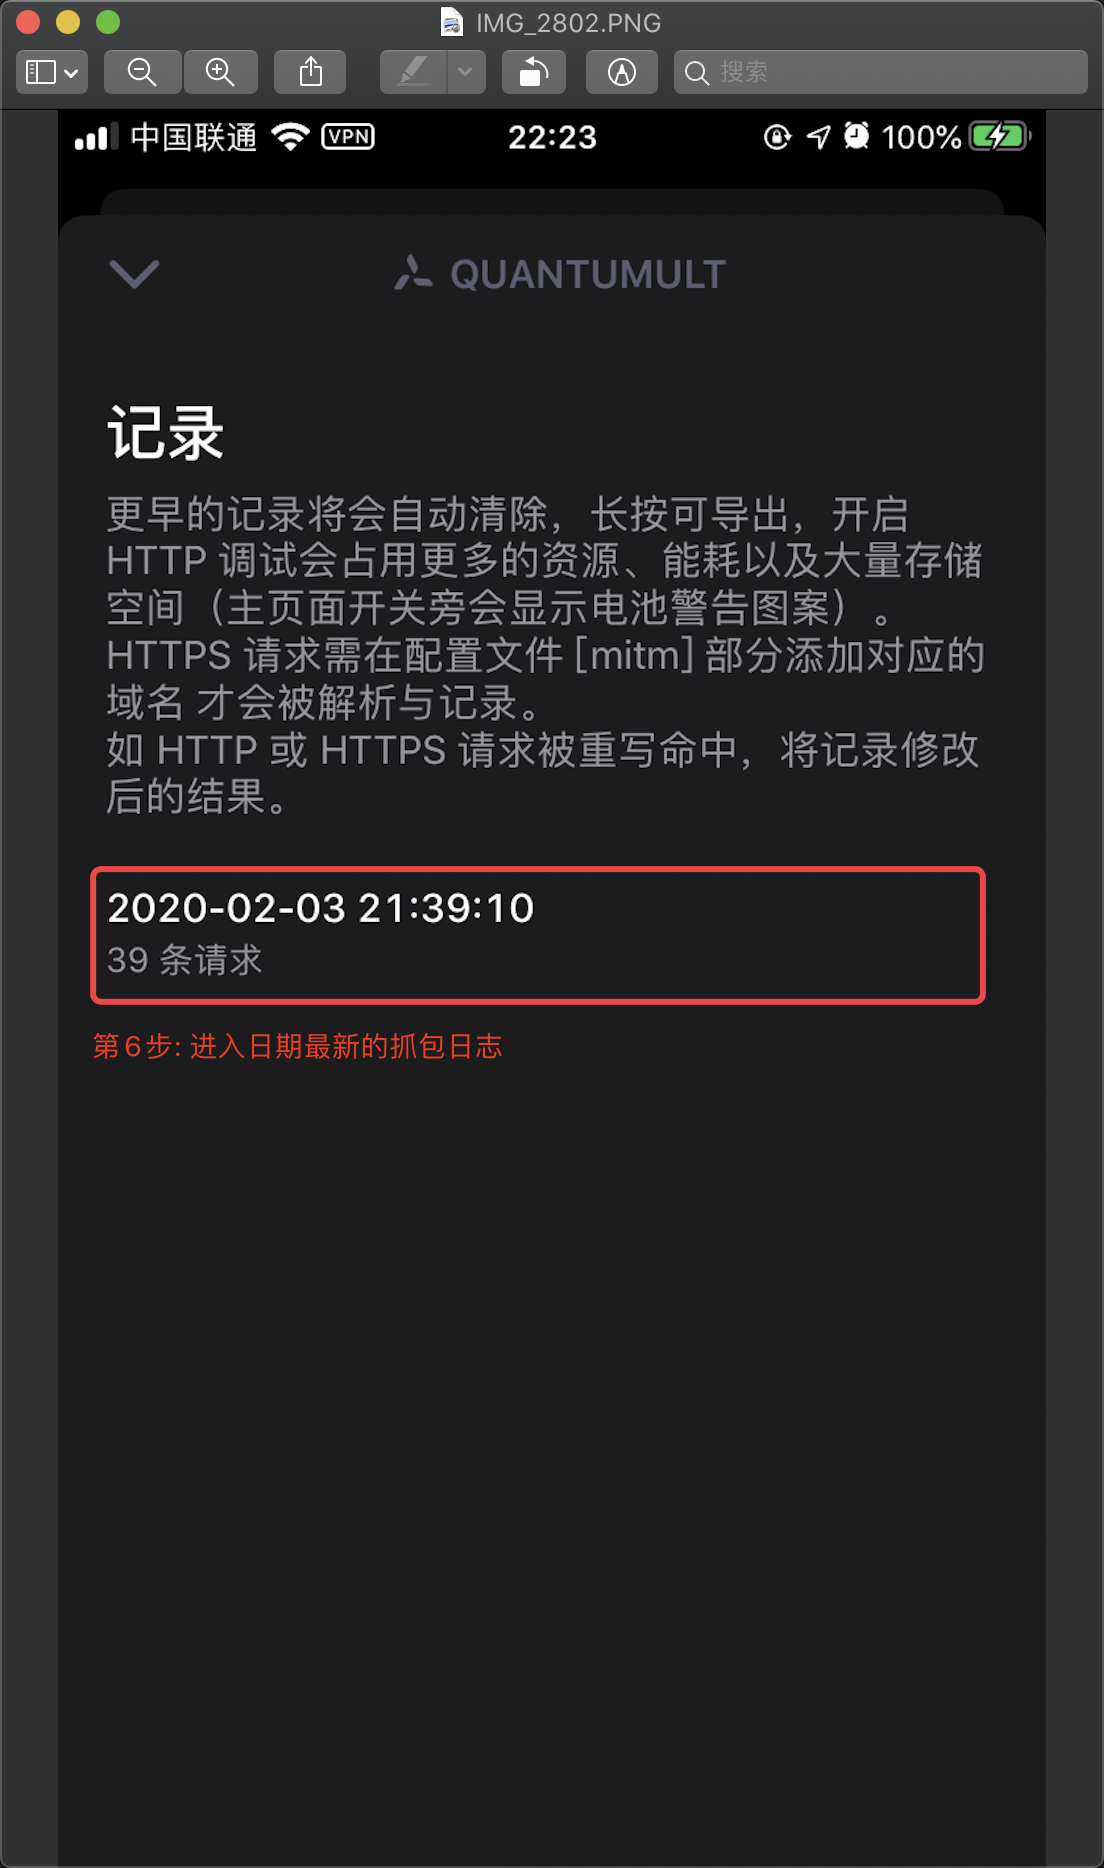 IMG_2802.PNG
搜索
中国联通 VPN 22:23 100%
QUANTUMULT
记录
更早的记录将会自动清除，长按可导出，开启
HTTP 调试会占用更多的资源、能耗以及大量存储
空间（主页面开关旁会显示电池警告图案）。
HTTPS 请求需在配置文件 [mitm] 部分添加对应的
域名 才会被解析与记录。
如 HTTP 或 HTTPS 请求被重写命中，将记录修改
后的结果。
2020-02-03 21:39:10
39 条请求
第6步: 进入日期最新的抓包日志